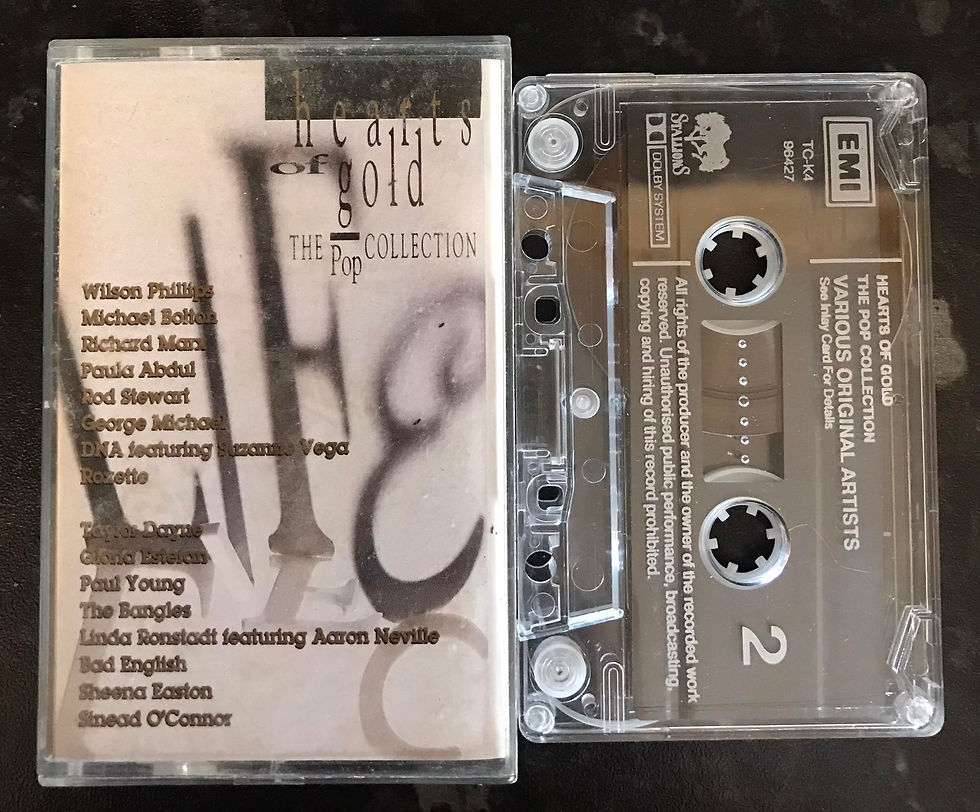 hearts
of
gold
THE Pop COLLECTION
Wilson Phillips
Michael Bolton
Richard Marx
Paula Abdul
Rod Stewart
George Michael
DNA featuring Suzanne Vega
Roxette
Taylor Dayne
Gloria Estefan
Paul Young
The Bangles
Linda Ronstadt featuring Aaron Neville
Bad English
Sheena Easton
Sinead O'Connor
EMI
TC-K4
96427
STALLIONS
DOLBY SYSTEM
HEARTS OF GOLD
THE POP COLLECTION
VARIOUS ORIGINAL ARTISTS
See Inlay Card For Details
2
All rights of the producer and the owner of the recorded work
reserved. Unauthorised public performance, broadcasting,
copying and hiring of this record prohibited.